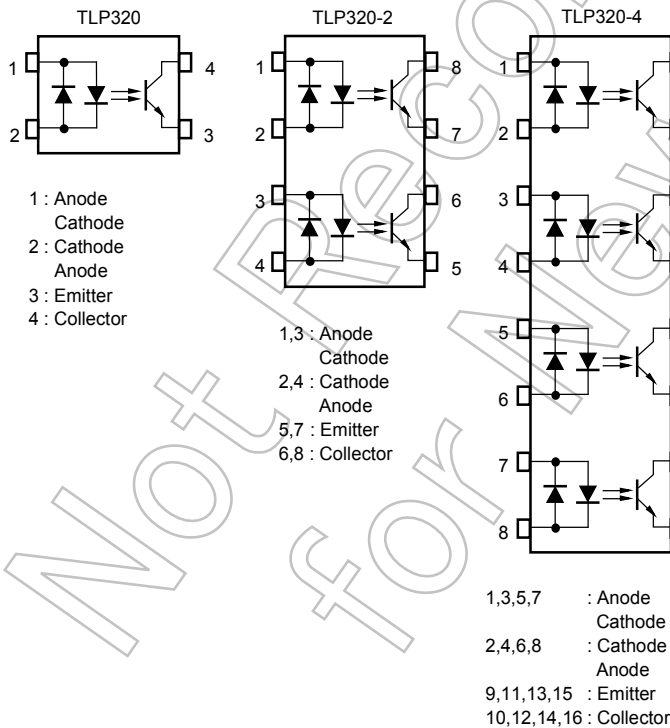 TLP320
1
2
4
3
1 : Anode
Cathode
2 : Cathode
Anode
3 : Emitter
4 : Collector
TLP320-2
1
2
3
4
8
7
6
5
1,3 : Anode
Cathode
2,4 : Cathode
Anode
5,7 : Emitter
6,8 : Collector
TLP320-4
1
2
3
4
5
6
7
8
1,3,5,7 : Anode
Cathode
2,4,6,8 : Cathode
Anode
9,11,13,15 : Emitter
10,12,14,16 : Collector
Not
for